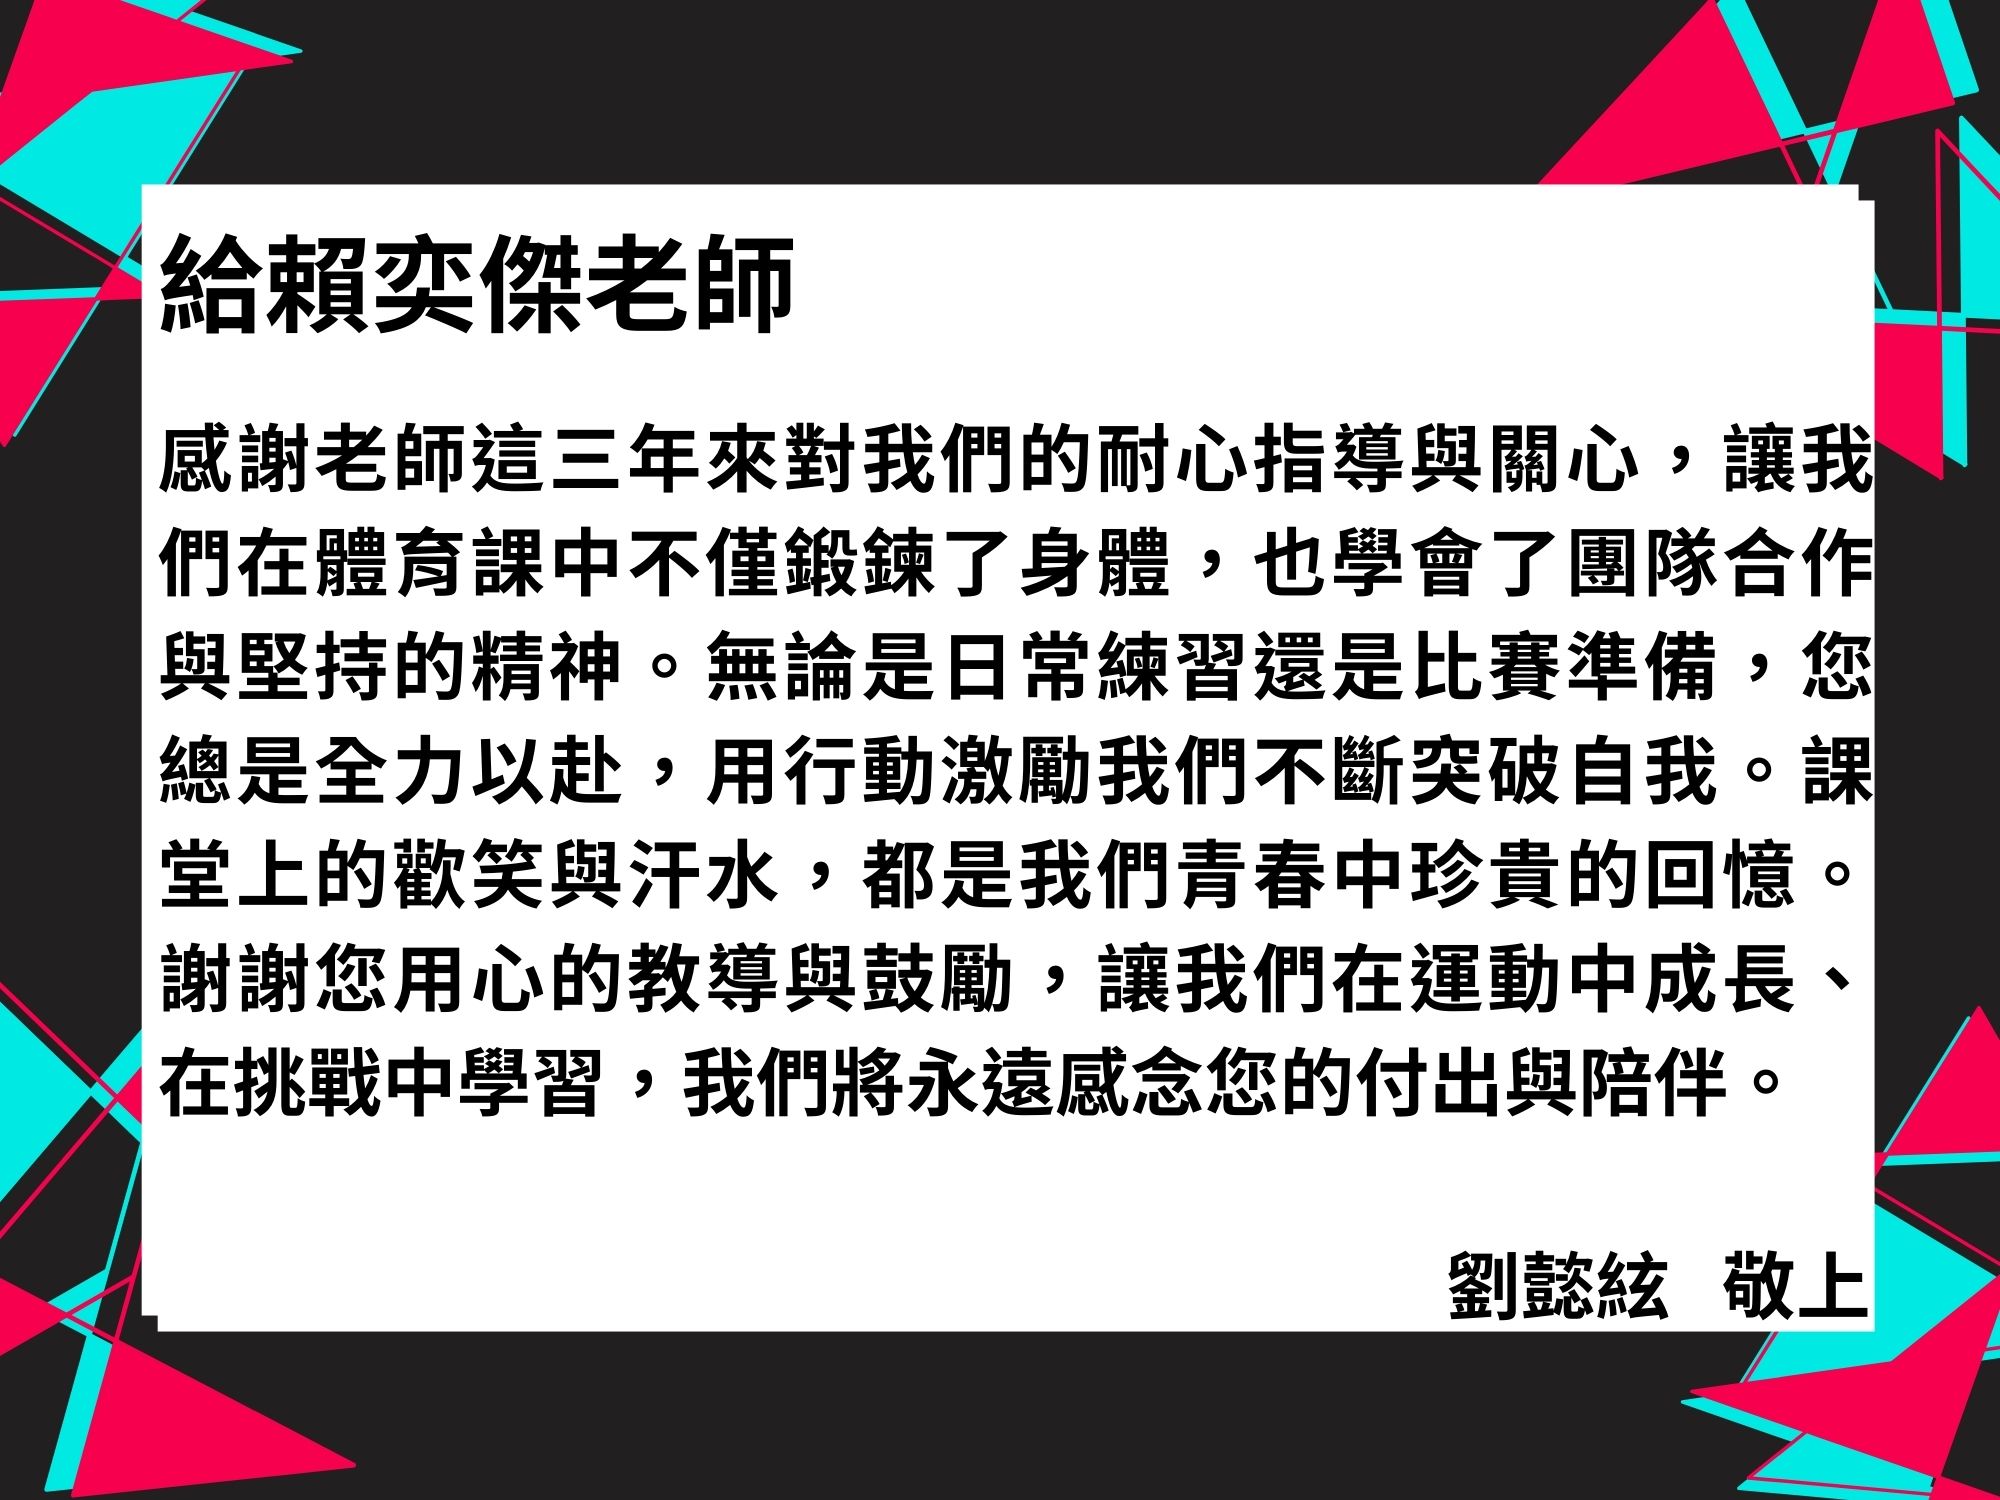 給賴奕傑老師
感謝老師這三年來對我們的耐心指導與關心，讓我
們在體育課中不僅鍛鍊了身體，也學會了團隊合作
與堅持的精神。無論是日常練習還是比賽準備，您
總是全力以赴，用行動激勵我們不斷突破自我。課
堂上的歡笑與汗水，都是我們青春中珍貴的回憶。
謝謝您用心的教導與鼓勵，讓我們在運動中成長、
在挑戰中學習，我們將永遠感念您的付出與陪伴。
劉懿絃 敬上